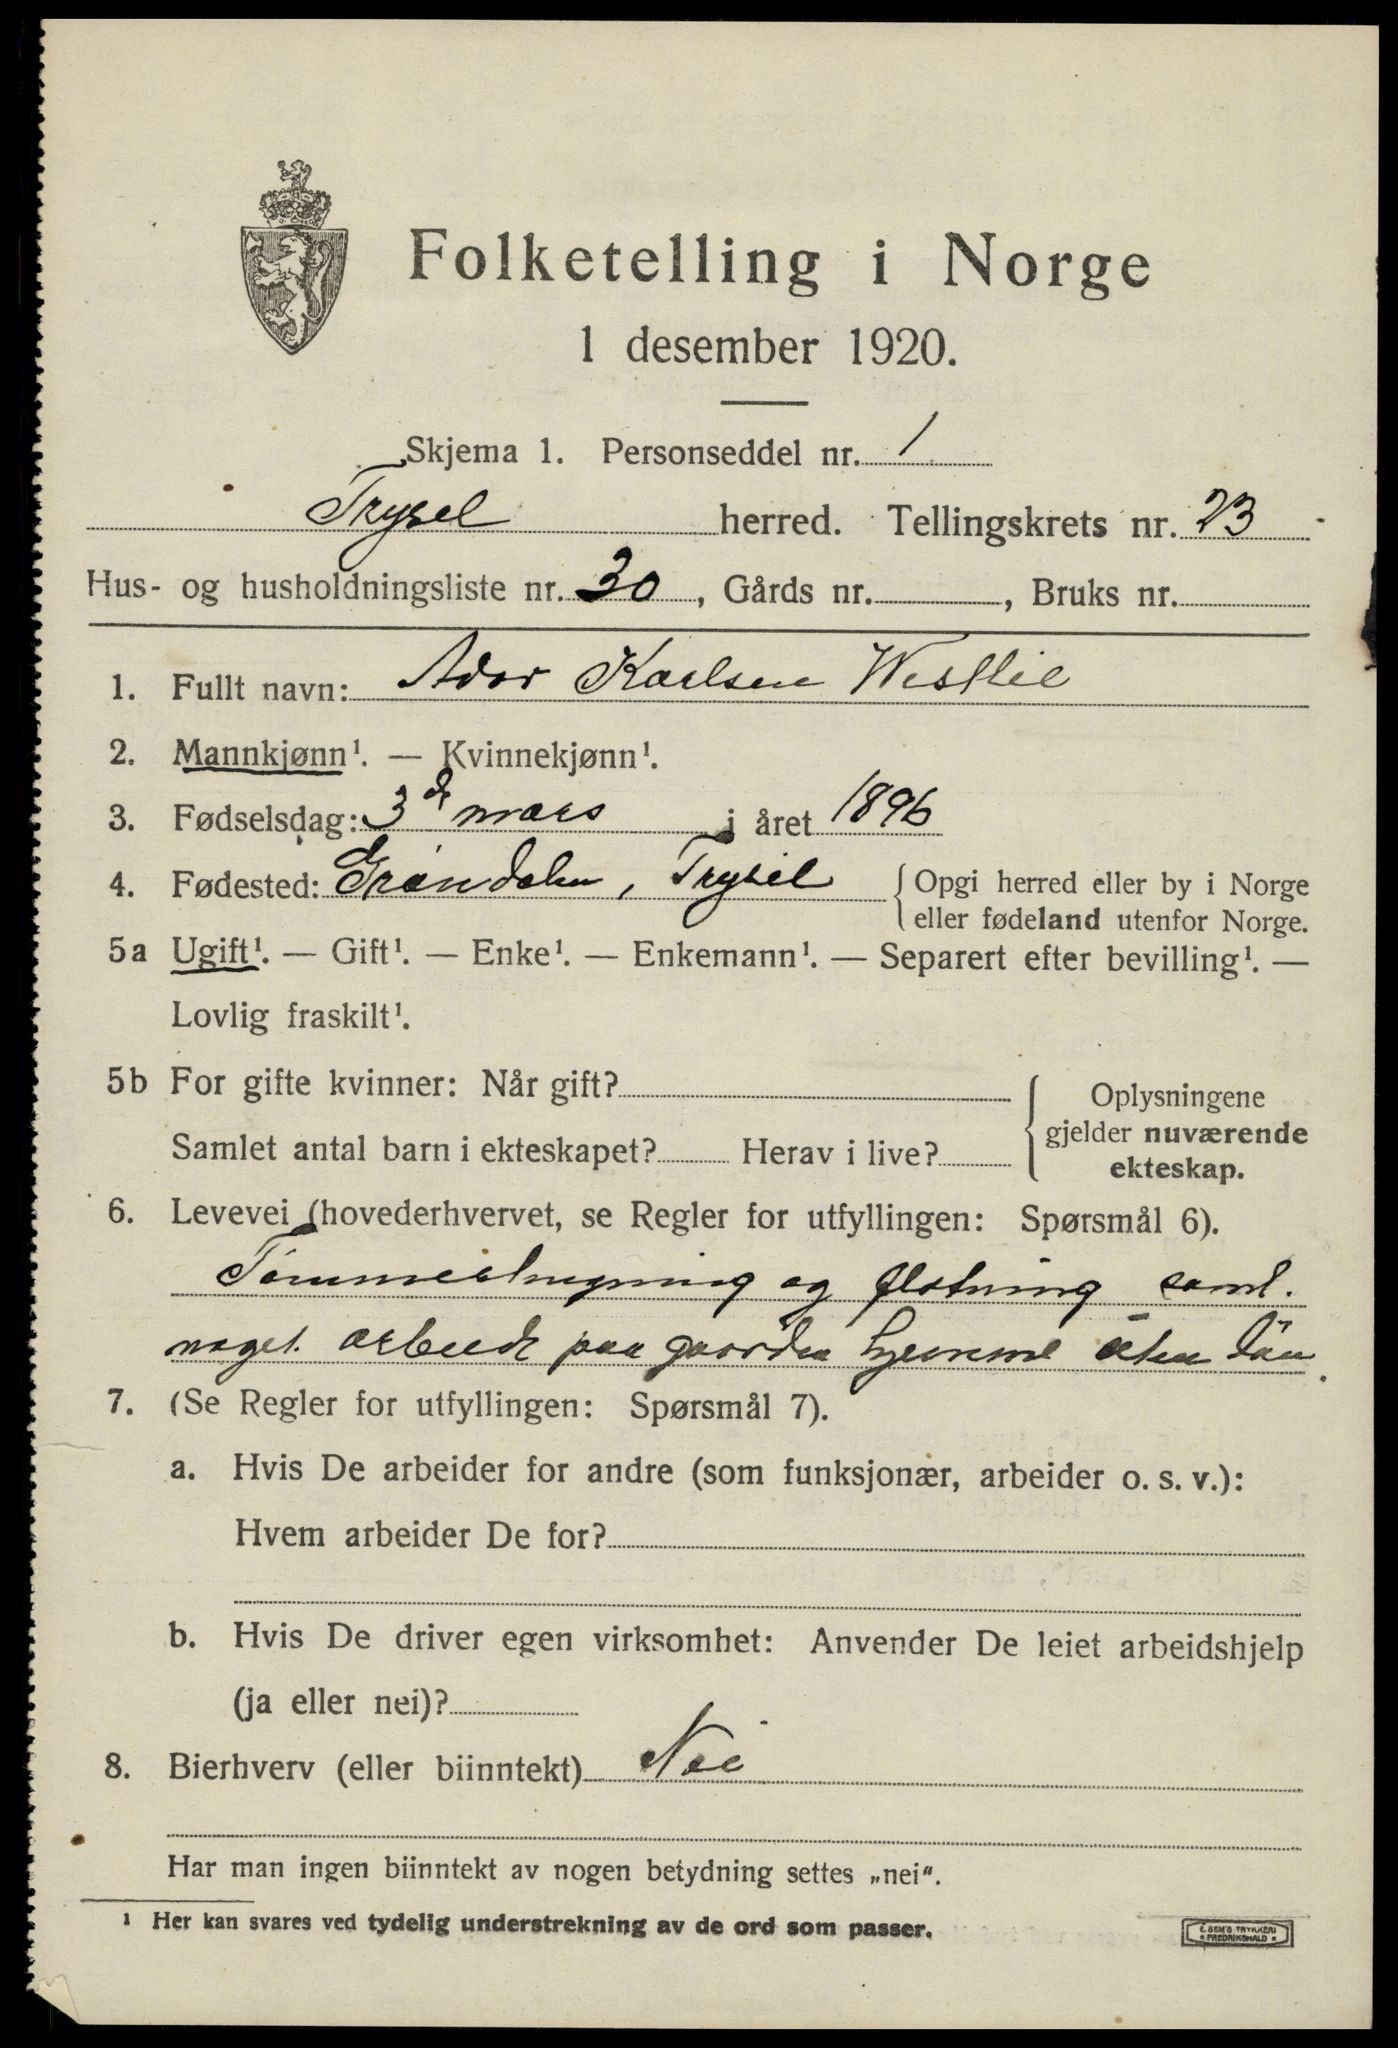 Folketelling i Norge
1 desember 1920.
Skjema 1. Personseddel nr. 1
Trysel herred. Tellingskrets nr. 23
Hus- og husholdningsliste nr. 30, Gårds nr. , Bruks nr.
1. Fullt navn: Ador Karlsen Westlie
2. Mannkjønn¹. — Kvinnekjønn¹.
3. Fødselsdag: 3de mars i året 1896
4. Fødested: Grøndalen, Trysil { Opgi herred eller by i Norge
eller fødeland utenfor Norge.
5a Ugift¹. — Gift¹. — Enke¹. — Enkemann¹. — Separert efter bevilling¹. —
Lovlig fraskilt¹.
5b For gifte kvinner: Når gift?
Samlet antal barn i ekteskapet? Herav i live?
Oplysningene
gjelder nuværende
ekteskap.
6. Levevei (hovederhvervet, se Regler for utfyllingen: Spørsmål 6).
Tømmerhugning og fløtning samt.
noget arbeide paa gaarden hjemme uten løn.
7. (Se Regler for utfyllingen: Spørsmål 7).
a. Hvis De arbeider for andre (som funksjonær, arbeider o. s. v.):
Hvem arbeider De for?
b. Hvis De driver egen virksomhet: Anvender De leiet arbeidshjelp
(ja eller nei)?
8. Bierhverv (eller biinntekt) Nei
Har man ingen biinntekt av nogen betydning settes „nei".
¹ Her kan svares ved tydelig understrekning av de ord som passer.
E. SEM'S TRYKKERI
FREDRIKSHALD